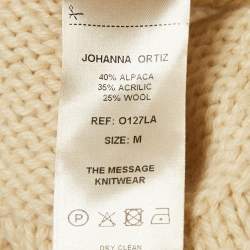 JOHANNA ORTIZ
40% ALPACA
35% ACRILIC
25% WOOL
REF: O127LA
SIZE: M
THE MESSAGE
KNITWEAR
P
DRY CLEAN